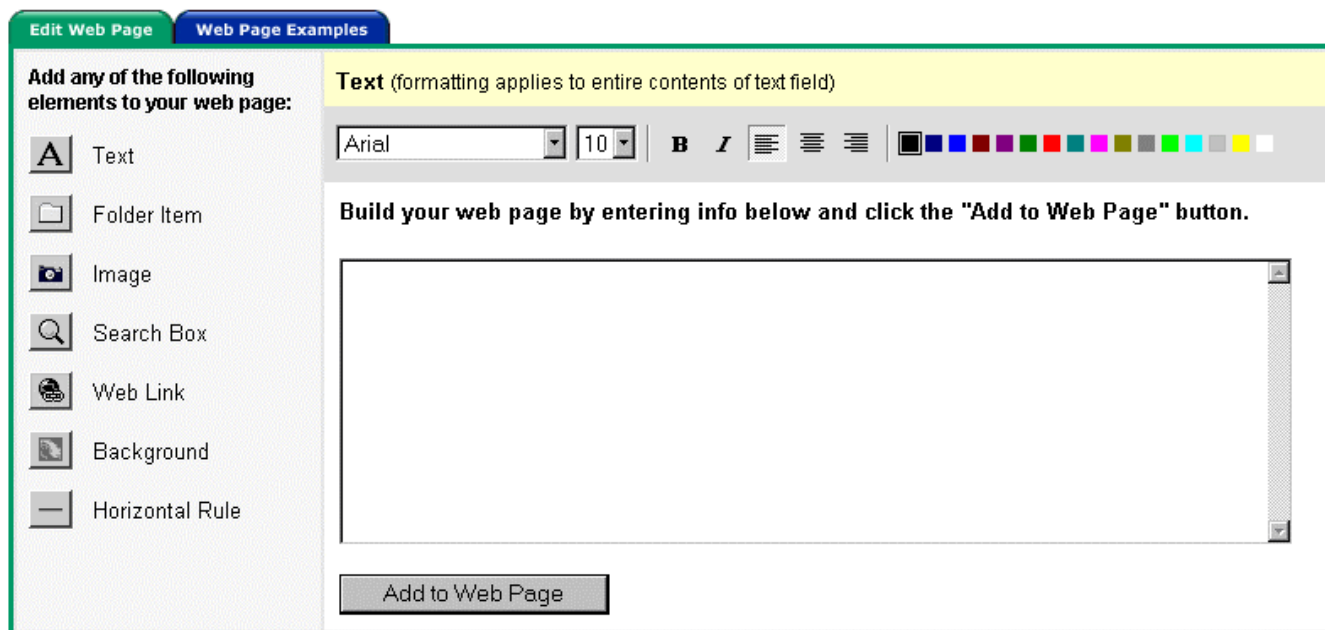 Edit Web Page
Web Page Examples
Add any of the following
elements to your web page:
A Text
Folder Item
Image
Search Box
Web Link
Background
Horizontal Rule
Text (formatting applies to entire contents of text field)
Arial 10 B I
Build your web page by entering info below and click the "Add to Web Page" button.
Add to Web Page